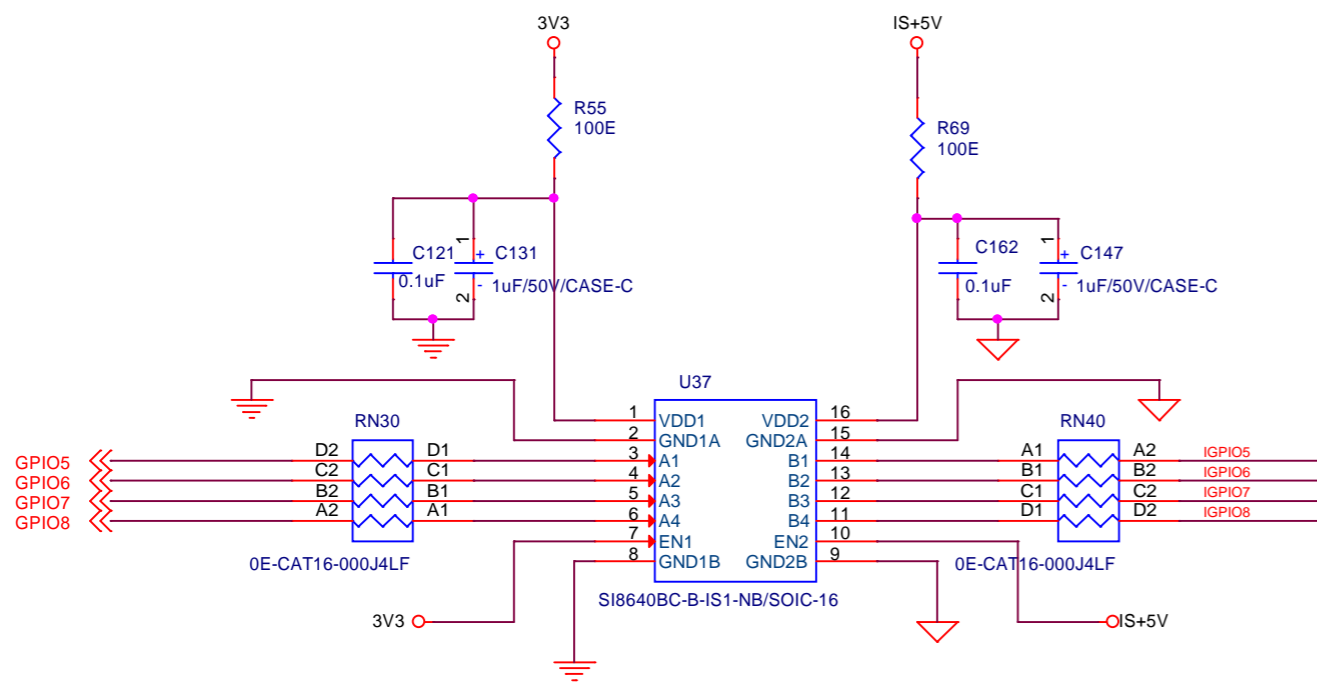 3V3
IS+5V
R55
100E
R69
100E
C121
0.1uF
1
+
C131
-
2
1uF/50V/CASE-C
C162
0.1uF
1
+
C147
-
2
1uF/50V/CASE-C
U37
RN30
RN40
1 VDD1 VDD2 16
2 GND1A GND2A 15
GPIO5 D2 D1 3 A1 B1 14 A1 A2 IGPIO5
GPIO6 C2 C1 4 A2 B2 13 B1 B2 IGPIO6
GPIO7 B2 B1 5 A3 B3 12 C1 C2 IGPIO7
GPIO8 A2 A1 6 A4 B4 11 D1 D2 IGPIO8
7 EN1 EN2 10
8 GND1B GND2B 9
0E-CAT16-000J4LF
0E-CAT16-000J4LF
SI8640BC-B-IS1-NB/SOIC-16
3V3
IS+5V